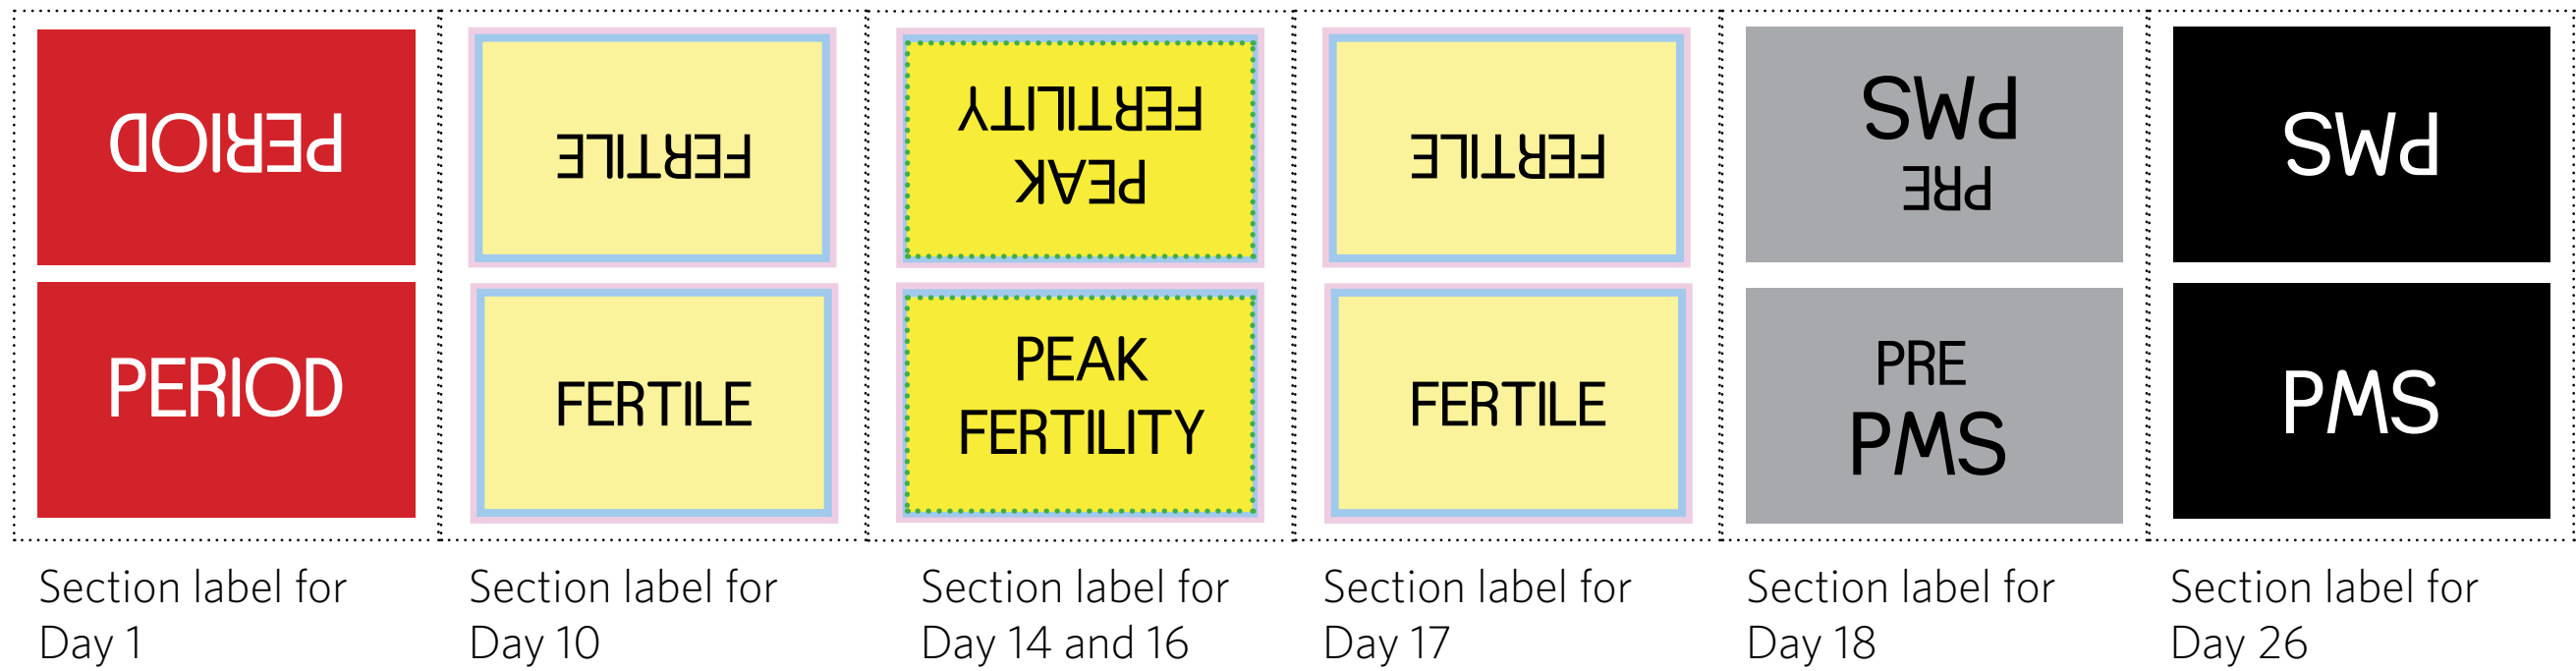 PERIOD
PERIOD
Section label for
Day 1
FERTILE
FERTILE
Section label for
Day 10
PEAK
FERTILITY
PEAK
FERTILITY
Section label for
Day 14 and 16
FERTILE
FERTILE
Section label for
Day 17
PRE
PMS
PRE
PMS
Section label for
Day 18
PMS
PMS
Section label for
Day 26